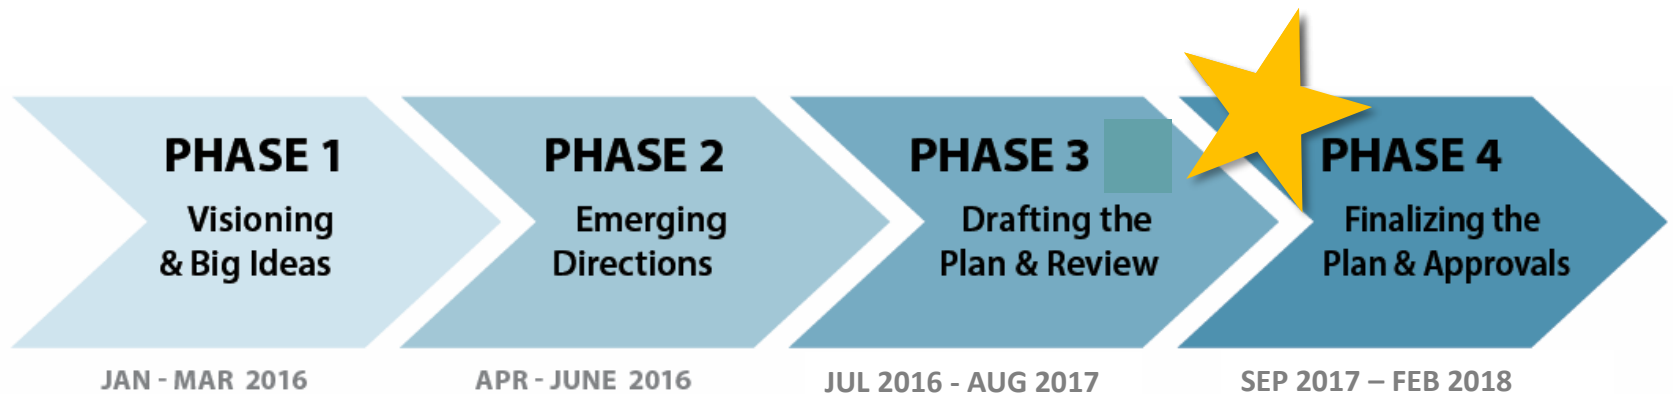 PHASE 1
Visioning
& Big Ideas
JAN - MAR 2016
PHASE 2
Emerging
Directions
APR - JUNE 2016
PHASE 3
Drafting the
Plan & Review
JUL 2016 - AUG 2017
PHASE 4
Finalizing the
Plan & Approvals
SEP 2017 – FEB 2018